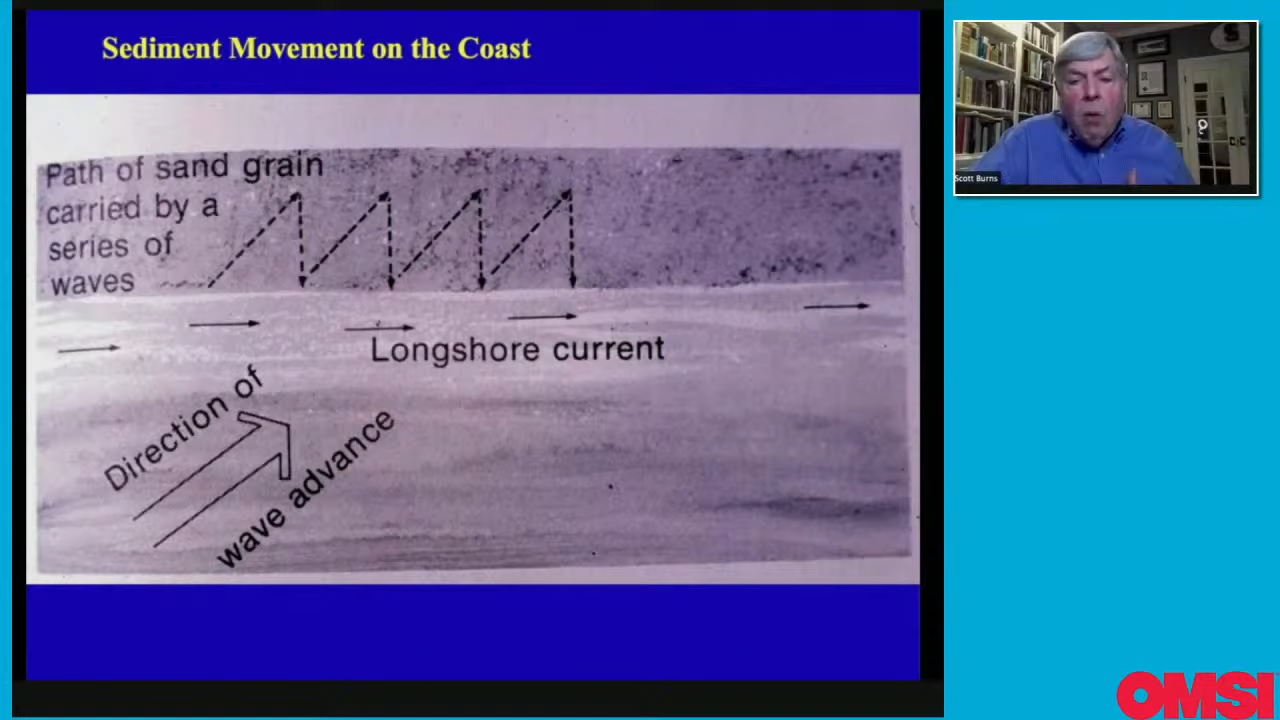 Sediment Movement on the Coast
Path of sand grain
carried by a
series of
waves
Longshore current
Direction of
wave advance
Scott Burns
OMSI